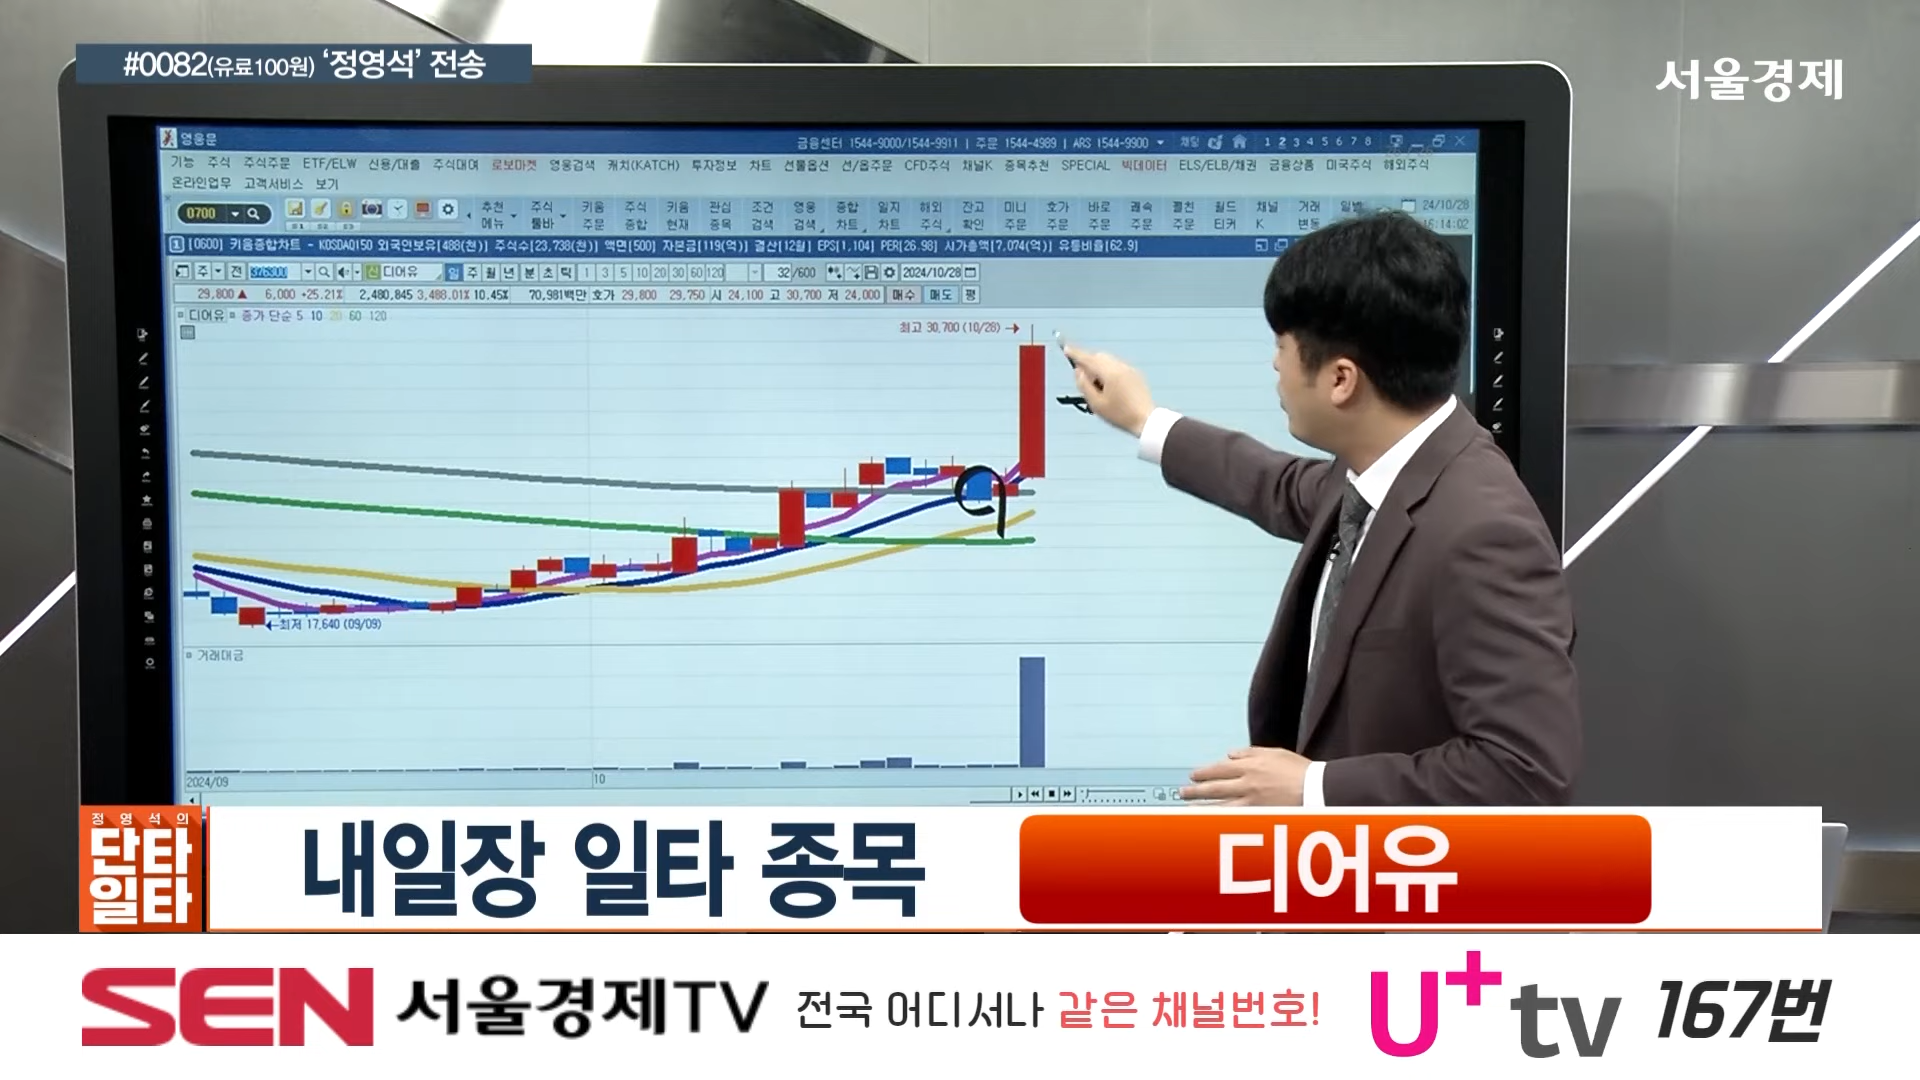 #0082(유료100원) '정영석' 전송
서울경제
영웅문
금융센터 1544-9000/1544-9911 | 주문 1544-4989 | ARS 1544-9900
채팅
1 2 3 4 5 6 7 8
기능 주식 주식주문 ETF/ELW 신용/대출 주식대여 로보마켓 영웅검색 캐치(KATCH) 투자정보 차트 선물옵션 선/옵주문 CFD주식 채널K 종목추천 SPECIAL 빅데이터 ELS/ELB/채권 금융상품 미국주식 해외주식
온라인업무 고객서비스 보기
0700
추천 주식 키움 주식 키움 관심 조건 영웅 종합 일지 해외 잔고 미니 호가 바로 쾌속 클친 월드 채널 거래 일별
메뉴 툴바 주문 종합 현재 종목 검색 검색 차트 차트 주식 확인 주문 주문 주문 주문 주문 티커 K 변동
24/10/28
16:14:02
1 [0600] 키움종합차트 - KOSDAQ150 외국인보유[488(천)] 주식수[23,738(천)] 액면[500] 자본금[119(억)] 결산[12월] EPS[1,104] PER[26.98] 시가총액[7,074(억)] 유통비율[62.9]
주 전 376300 신 디어유 일 주 월 년 분 초 틱 1 3 5 10 20 30 60 120 32/600 2024/10/28
29,800 ▲ 6,000 +25.21% 2,480,845 3,488.01% 10.45% 70,981백만 호가 29,800 29,750 시 24,100 고 30,700 저 24,000 매수 매도 평
디어유 종가 단순 5 10 20 60 120
최고 30,700 (10/28) →
←최저 17,640 (09/09)
거래대금
2024/09
10
정영석의
단타
일타
내일장 일타 종목
디어유
SEN 서울경제TV
전국 어디서나 같은 채널번호!
U+ tv 167번